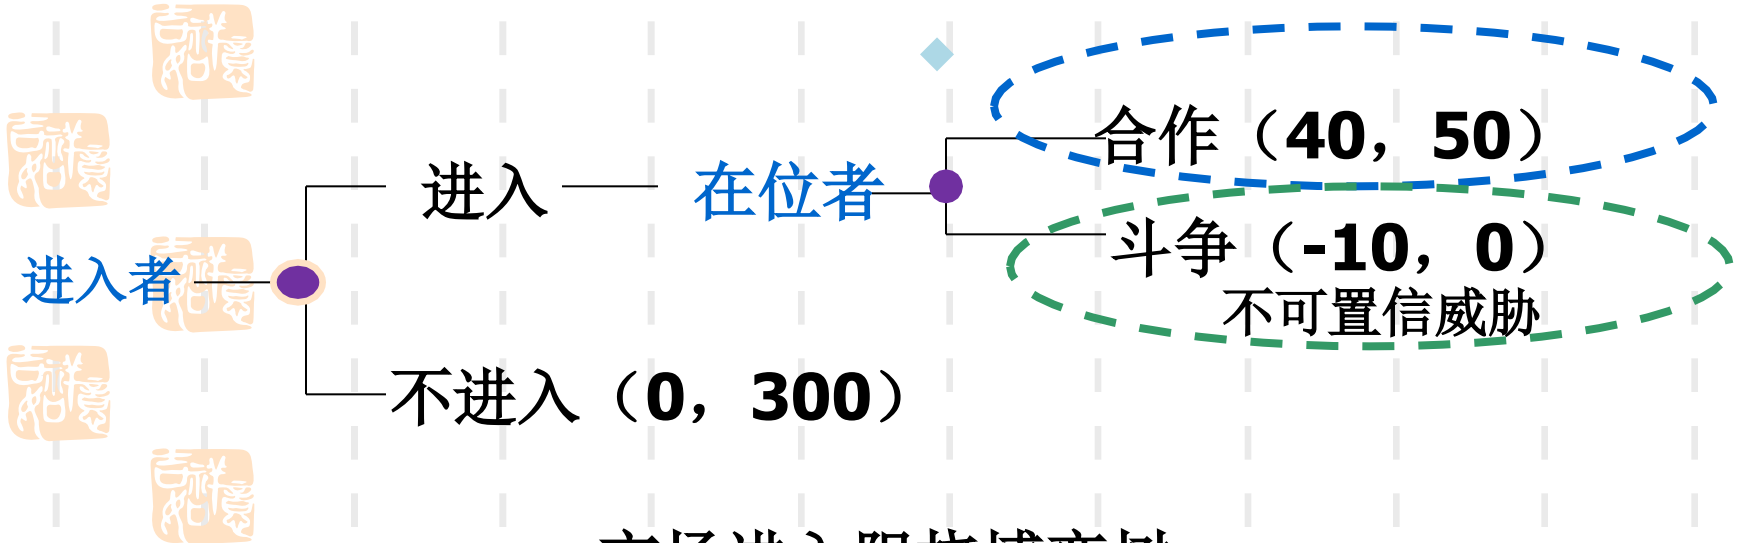 合作（40，50）
进入
在位者
斗争（-10，0）
进入者
不可置信威胁
不进入（0，300）